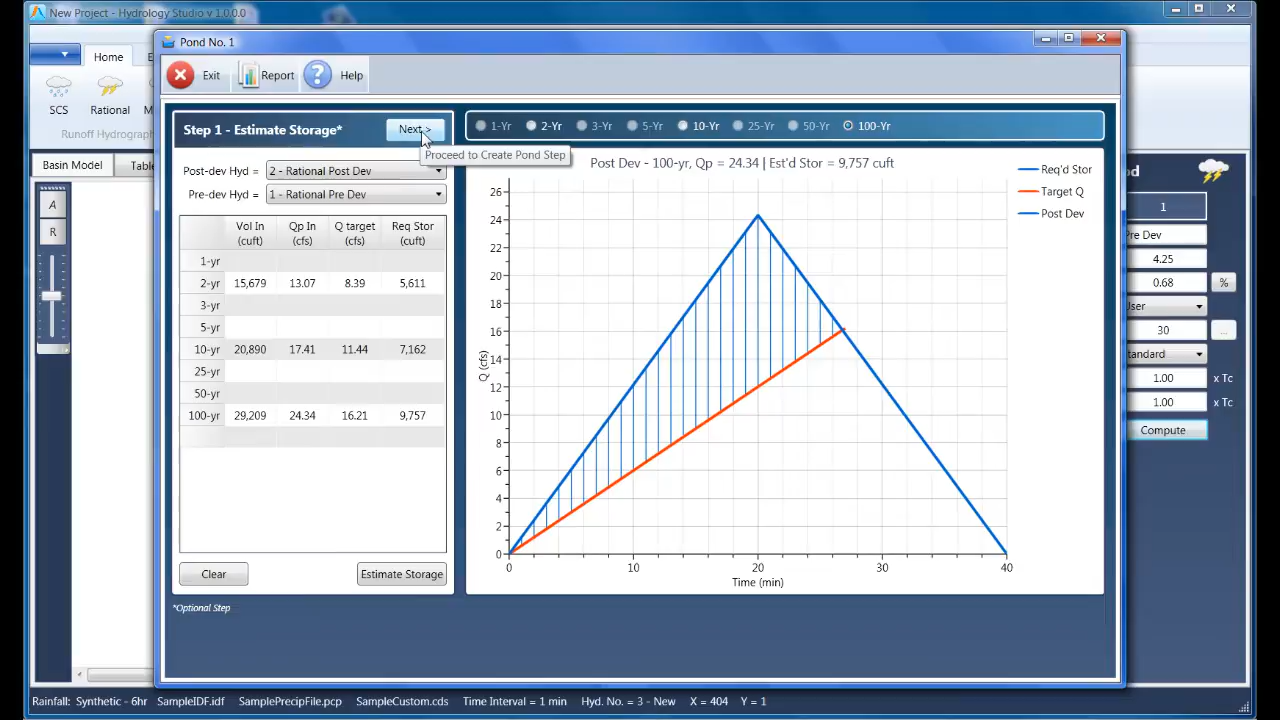 New Project - Hydrology Studio v 1.0.0.0
Pond No. 1
Home
SCS
Rational
Runoff Hydrograph
Basin Model
Table
A
R
Exit
Report
Help
Step 1 - Estimate Storage*
Next >
Proceed to Create Pond Step
Post-dev Hyd = 2 - Rational Post Dev
Pre-dev Hyd = 1 - Rational Pre Dev
Vol In Qp In Q target Req Stor
(cuft) (cfs) (cfs) (cuft)
1-yr
2-yr 15,679 13.07 8.39 5,611
3-yr
5-yr
10-yr 20,890 17.41 11.44 7,162
25-yr
50-yr
100-yr 29,209 24.34 16.21 9,757
Clear
Estimate Storage
*Optional Step
1-Yr 2-Yr 3-Yr 5-Yr 10-Yr 25-Yr 50-Yr 100-Yr
Post Dev - 100-yr, Qp = 24.34 | Est'd Stor = 9,757 cuft
Req'd Stor
Target Q
Post Dev
Q (cfs)
26
24
22
20
18
16
14
12
10
8
6
4
2
0
0 10 20 30 40
Time (min)
1
Pre Dev
4.25
0.68 %
User
30 ...
tandard
1.00 x Tc
1.00 x Tc
Compute
Rainfall: Synthetic - 6hr SampleIDF.idf SamplePrecipFile.pcp SampleCustom.cds Time Interval = 1 min Hyd. No. = 3 - New X = 404 Y = 1